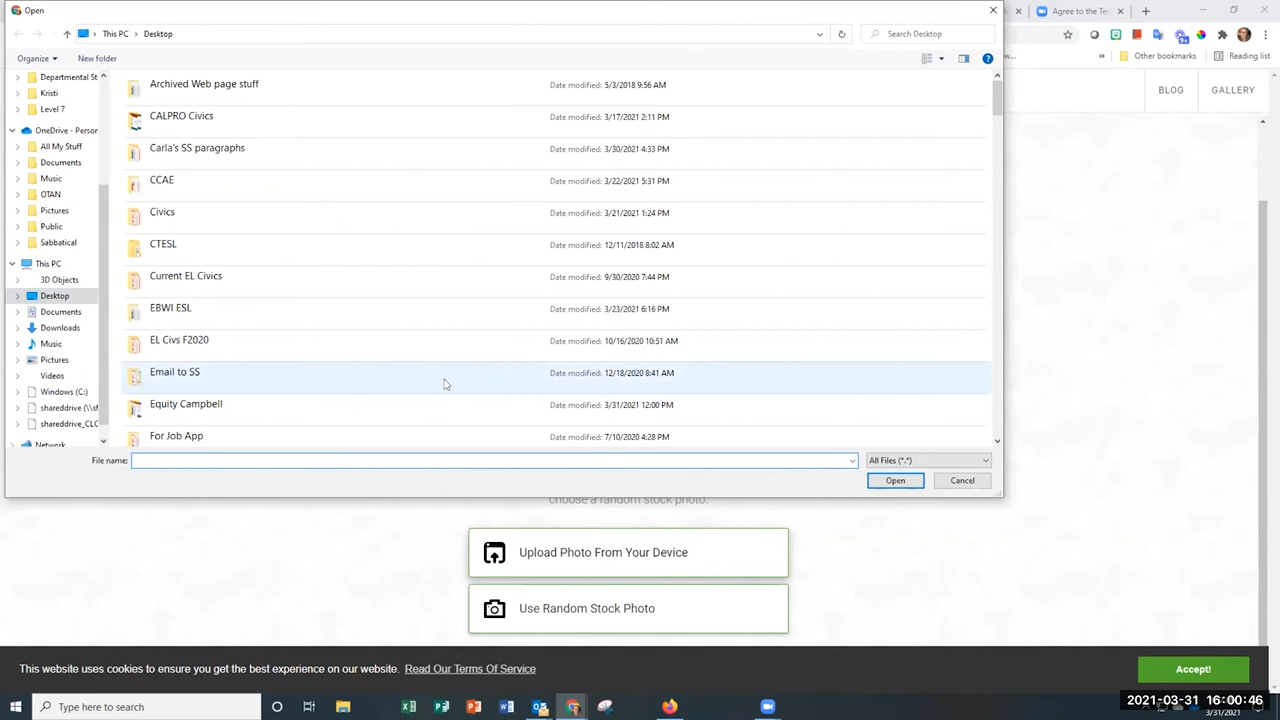 Open
Agree to the Te
This PC
Desktop
Search Desktop
Organize
New folder
Reading list
Other bookmarks
BLOG
GALLERY
Departmental St
Kristi
Level 7
OneDrive - Person
All My Stuff
Documents
Music
OTAN
Pictures
Public
Sabbatical
This PC
3D Objects
Desktop
Documents
Downloads
Music
Pictures
Videos
Windows (C:)
shareddrive (\\sf
shareddrive_CLC
Network
Archived Web page stuff Date modified: 5/3/2018 9:56 AM
CALPRO Civics Date modified: 3/17/2021 2:11 PM
Carla's SS paragraphs Date modified: 3/30/2021 4:33 PM
CCAE Date modified: 3/22/2021 5:31 PM
Civics Date modified: 3/21/2021 1:24 PM
CTESL Date modified: 12/11/2018 8:02 AM
Current EL Civics Date modified: 9/30/2020 7:44 PM
EBWI ESL Date modified: 3/23/2021 6:16 PM
EL Civs F2020 Date modified: 10/16/2020 10:51 AM
Email to SS Date modified: 12/18/2020 8:41 AM
Equity Campbell Date modified: 3/31/2021 12:00 PM
For Job App Date modified: 7/10/2020 4:28 PM
File name:
All Files (*.*)
Open
Cancel
choose a random stock photo.
Upload Photo From Your Device
Use Random Stock Photo
This website uses cookies to ensure you get the best experience on our website. Read Our Terms Of Service
Accept!
Type here to search
2021-03-31 16:00:46
3/31/2021